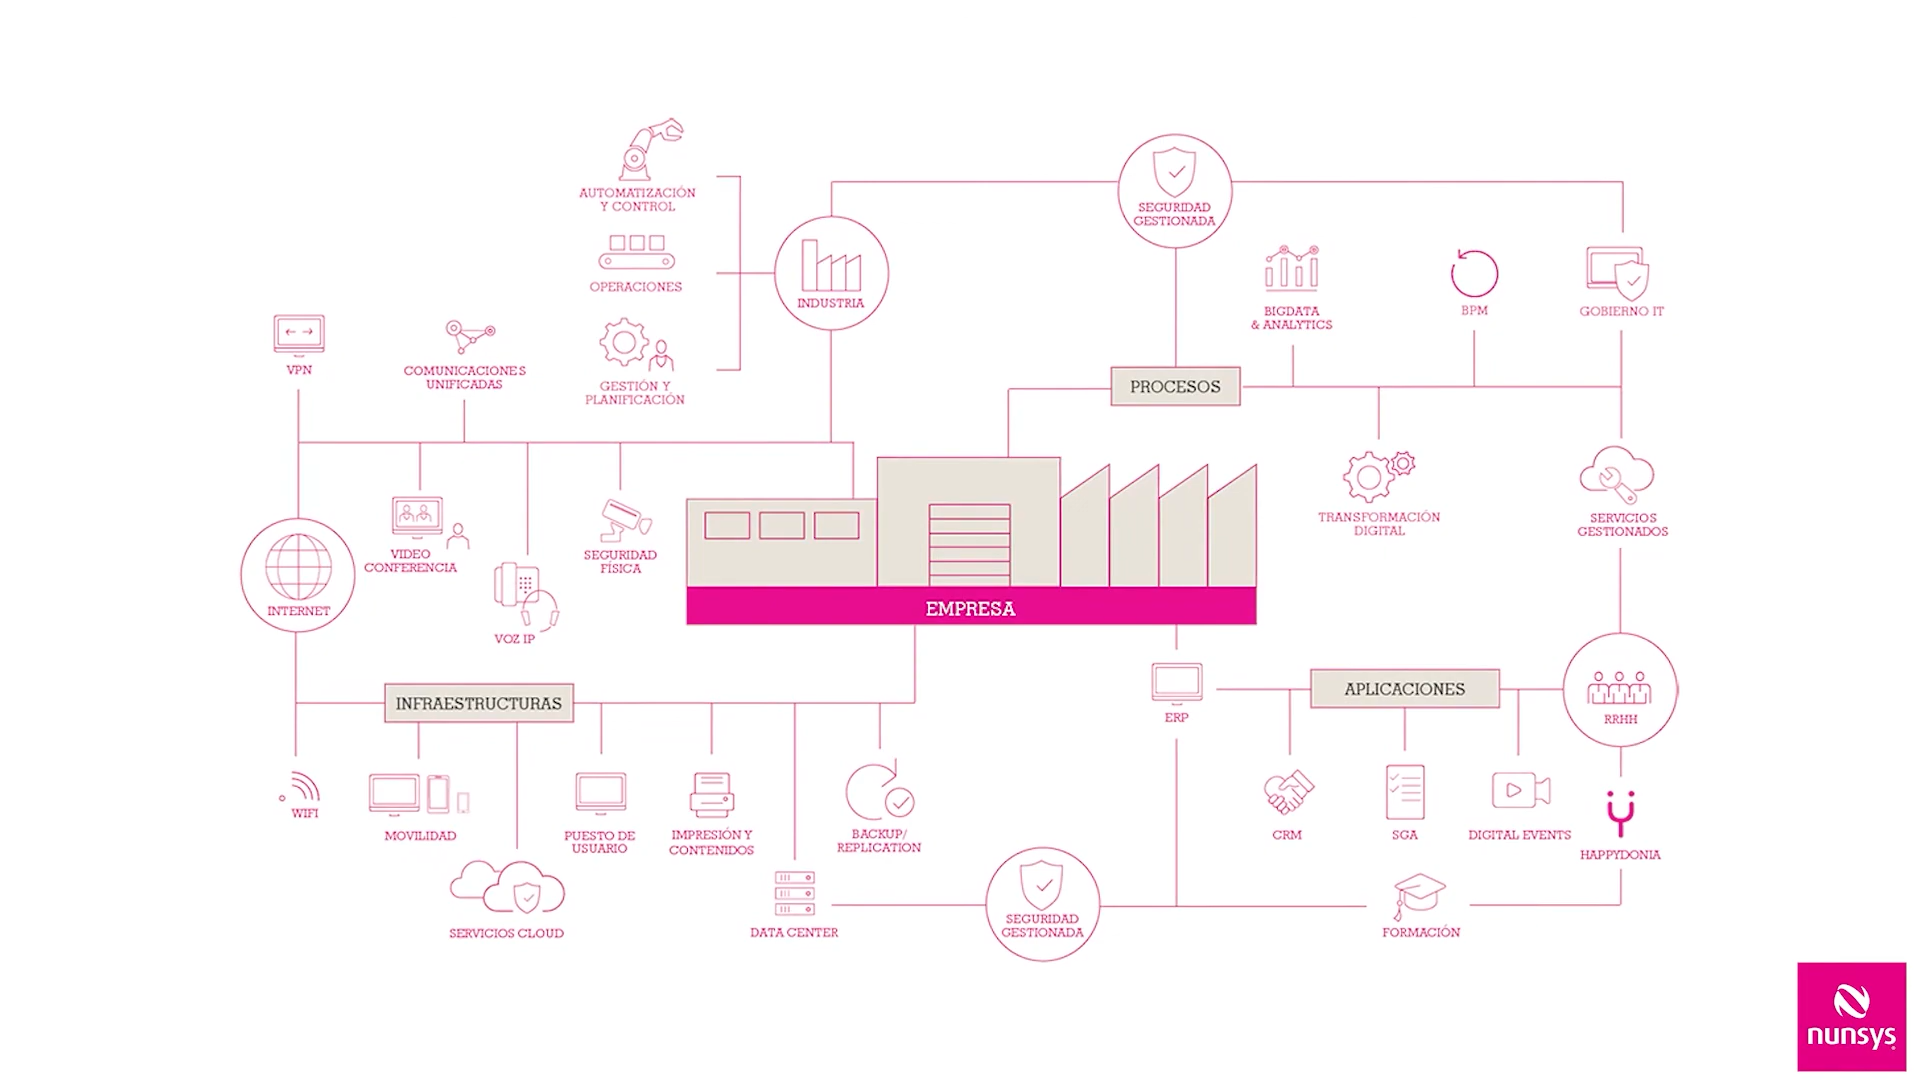 AUTOMATIZACIÓN
Y CONTROL
OPERACIONES
GESTIÓN Y
PLANIFICACIÓN
INDUSTRIA
SEGURIDAD
GESTIONADA
BIGDATA
& ANALYTICS
BPM
GOBIERNO IT
VPN
COMUNICACIONES
UNIFICADAS
PROCESOS
TRANSFORMACIÓN
DIGITAL
SERVICIOS
GESTIONADOS
INTERNET
VIDEO
CONFERENCIA
VOZ IP
SEGURIDAD
FÍSICA
EMPRESA
INFRAESTRUCTURAS
ERP
APLICACIONES
RRHH
WIFI
MOVILIDAD
PUESTO DE
USUARIO
IMPRESIÓN Y
CONTENIDOS
BACKUP/
REPLICATION
CRM
SGA
DIGITAL EVENTS
HAPPYDONIA
SERVICIOS CLOUD
DATA CENTER
SEGURIDAD
GESTIONADA
FORMACIÓN
nunsys